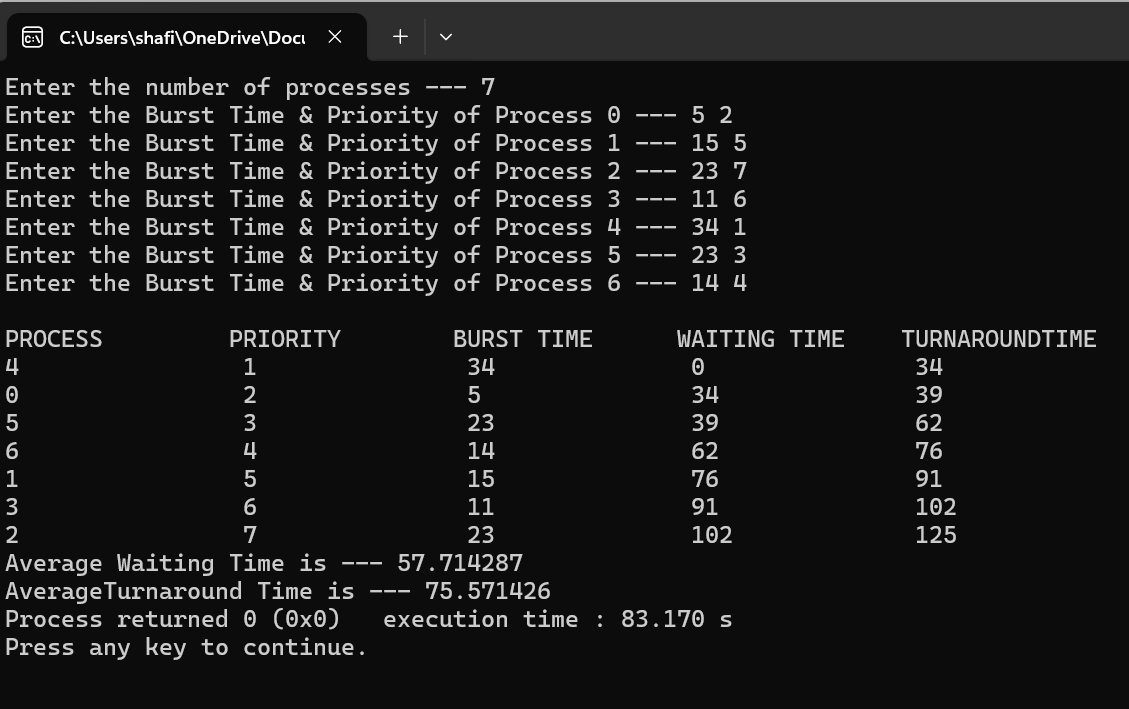 C:\Users\shafi\OneDrive\Docu
Enter the number of processes --- 7
Enter the Burst Time & Priority of Process 0 --- 5 2
Enter the Burst Time & Priority of Process 1 --- 15 5
Enter the Burst Time & Priority of Process 2 --- 23 7
Enter the Burst Time & Priority of Process 3 --- 11 6
Enter the Burst Time & Priority of Process 4 --- 34 1
Enter the Burst Time & Priority of Process 5 --- 23 3
Enter the Burst Time & Priority of Process 6 --- 14 4
PROCESS PRIORITY BURST TIME WAITING TIME TURNAROUNDTIME
4 1 34 0 34
0 2 5 34 39
5 3 23 39 62
6 4 14 62 76
1 5 15 76 91
3 6 11 91 102
2 7 23 102 125
Average Waiting Time is --- 57.714287
AverageTurnaround Time is --- 75.571426
Process returned 0 (0x0) execution time : 83.170 s
Press any key to continue.